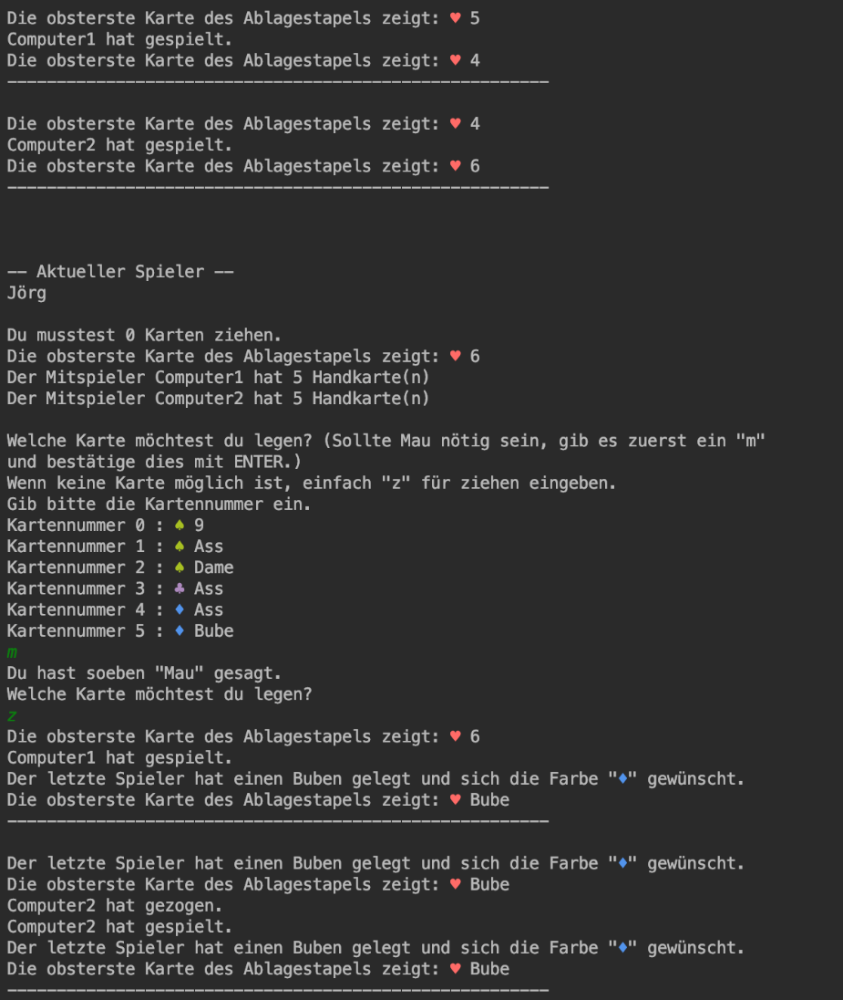 Die obsterste Karte des Ablagestapels zeigt: ♥ 5
Computer1 hat gespielt.
Die obsterste Karte des Ablagestapels zeigt: ♥ 4
-------------------------------------------------------
Die obsterste Karte des Ablagestapels zeigt: ♥ 4
Computer2 hat gespielt.
Die obsterste Karte des Ablagestapels zeigt: ♥ 6
-------------------------------------------------------
-- Aktueller Spieler --
Jörg
Du musstest 0 Karten ziehen.
Die obsterste Karte des Ablagestapels zeigt: ♥ 6
Der Mitspieler Computer1 hat 5 Handkarte(n)
Der Mitspieler Computer2 hat 5 Handkarte(n)
Welche Karte möchtest du legen? (Sollte Mau nötig sein, gib es zuerst ein "m"
und bestätige dies mit ENTER.)
Wenn keine Karte möglich ist, einfach "z" für ziehen eingeben.
Gib bitte die Kartennummer ein.
Kartennummer 0 : ♠ 9
Kartennummer 1 : ♠ Ass
Kartennummer 2 : ♠ Dame
Kartennummer 3 : ♣ Ass
Kartennummer 4 : ♦ Ass
Kartennummer 5 : ♦ Bube
m
Du hast soeben "Mau" gesagt.
Welche Karte möchtest du legen?
z
Die obsterste Karte des Ablagestapels zeigt: ♥ 6
Computer1 hat gespielt.
Der letzte Spieler hat einen Buben gelegt und sich die Farbe "♦" gewünscht.
Die obsterste Karte des Ablagestapels zeigt: ♥ Bube
-------------------------------------------------------
Der letzte Spieler hat einen Buben gelegt und sich die Farbe "♦" gewünscht.
Die obsterste Karte des Ablagestapels zeigt: ♥ Bube
Computer2 hat gezogen.
Computer2 hat gespielt.
Der letzte Spieler hat einen Buben gelegt und sich die Farbe "♦" gewünscht.
Die obsterste Karte des Ablagestapels zeigt: ♥ Bube
-------------------------------------------------------